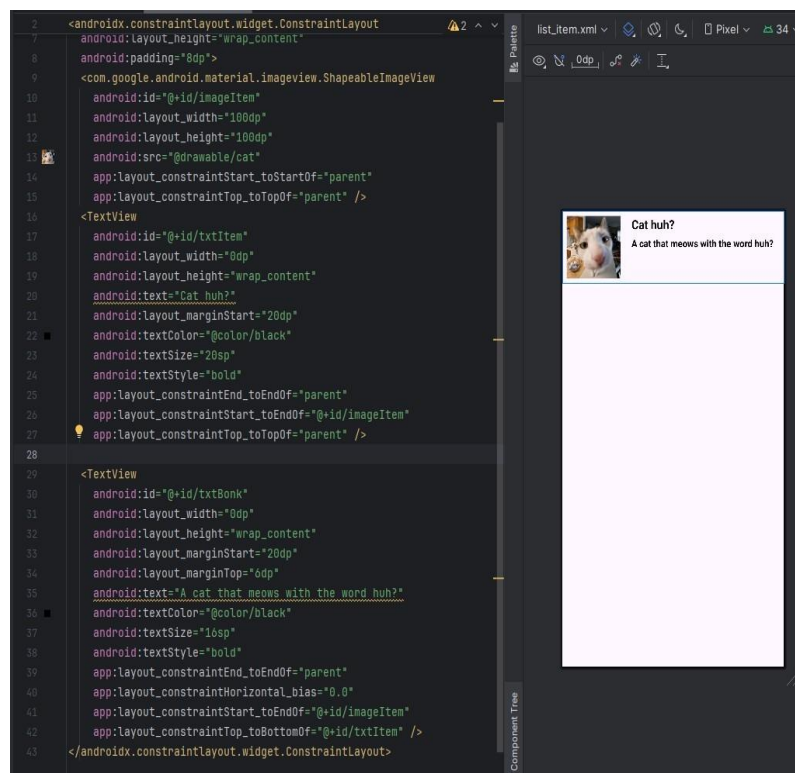 2 <androidx.constraintlayout.widget.ConstraintLayout
2
7 android:layout_height="wrap_content"
8 android:padding="8dp">
9 <com.google.android.material.imageview.ShapeableImageView
10 android:id="@+id/imageItem"
11 android:layout_width="100dp"
12 android:layout_height="100dp"
13 android:src="@drawable/cat"
14 app:layout_constraintStart_toStartOf="parent"
15 app:layout_constraintTop_toTopOf="parent" />
16 <TextView
17 android:id="@+id/txtItem"
18 android:layout_width="0dp"
19 android:layout_height="wrap_content"
20 android:text="Cat huh?"
21 android:layout_marginStart="20dp"
22 android:textColor="@color/black"
23 android:textSize="20sp"
24 android:textStyle="bold"
25 app:layout_constraintEnd_toEndOf="parent"
26 app:layout_constraintStart_toEndOf="@+id/imageItem"
27 app:layout_constraintTop_toTopOf="parent" />
28
29 <TextView
30 android:id="@+id/txtBonk"
31 android:layout_width="0dp"
32 android:layout_height="wrap_content"
33 android:layout_marginStart="20dp"
34 android:layout_marginTop="6dp"
35 android:text="A cat that meows with the word huh?"
36 android:textColor="@color/black"
37 android:textSize="16sp"
38 android:textStyle="bold"
39 app:layout_constraintEnd_toEndOf="parent"
40 app:layout_constraintHorizontal_bias="0.0"
41 app:layout_constraintStart_toEndOf="@+id/imageItem"
42 app:layout_constraintTop_toBottomOf="@+id/txtItem" />
43 </androidx.constraintlayout.widget.ConstraintLayout>
Palette
Component Tree
list_item.xml Pixel 34
0dp
Cat huh?
A cat that meows with the word huh?